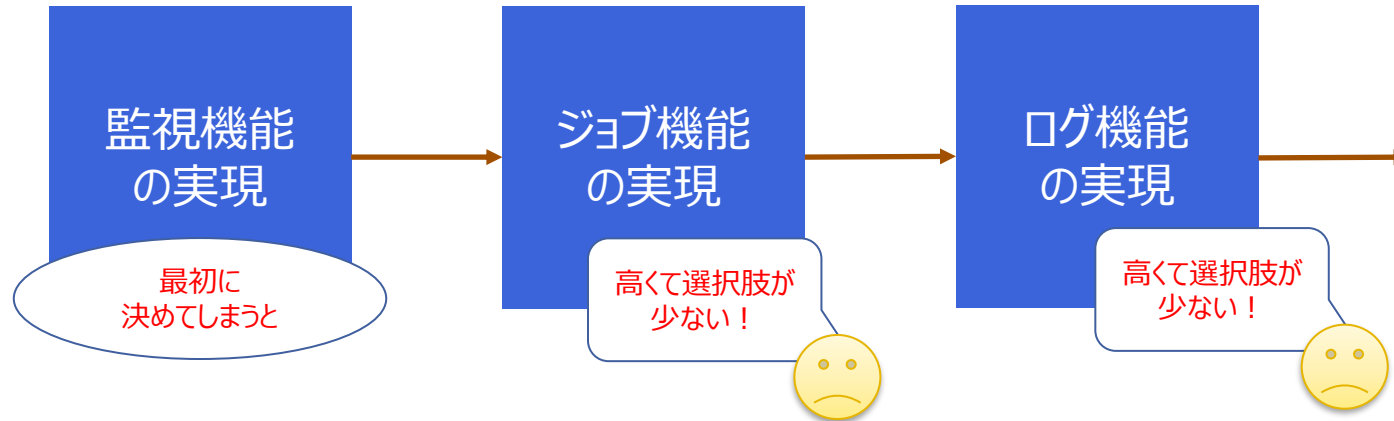 監視機能
の実現
最初に
決めてしまうと
ジョブ機能
の実現
高くて選択肢が
少ない！
ログ機能
の実現
高くて選択肢が
少ない！